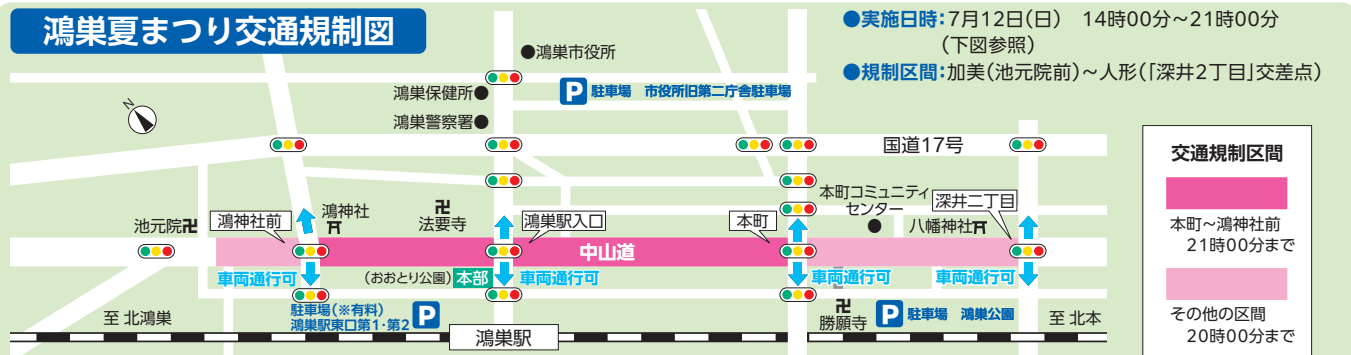 鴻巣夏まつり交通規制図
●実施日時：7月12日(日)　14時00分～21時00分
(下図参照)
●規制区間：加美(池元院前)～人形(「深井2丁目」交差点)
●鴻巣市役所
鴻巣保健所●
P 駐車場　市役所旧第二庁舎駐車場
N
鴻巣警察署●
国道17号
交通規制区間
本町～鴻神社前
21時00分まで
その他の区間
20時00分まで
池元院卍
鴻神社前
鴻神社
卍
法要寺
鴻巣駅入口
本町
本町コミュニティ
センター
●
八幡神社
深井二丁目
中山道
車両通行可
(おおとり公園)
本部
車両通行可
車両通行可
車両通行可
至 北鴻巣
駐車場(※有料)
鴻巣駅東口第1・第2
P
鴻巣駅
卍
勝願寺
P 駐車場　鴻巣公園
至 北本